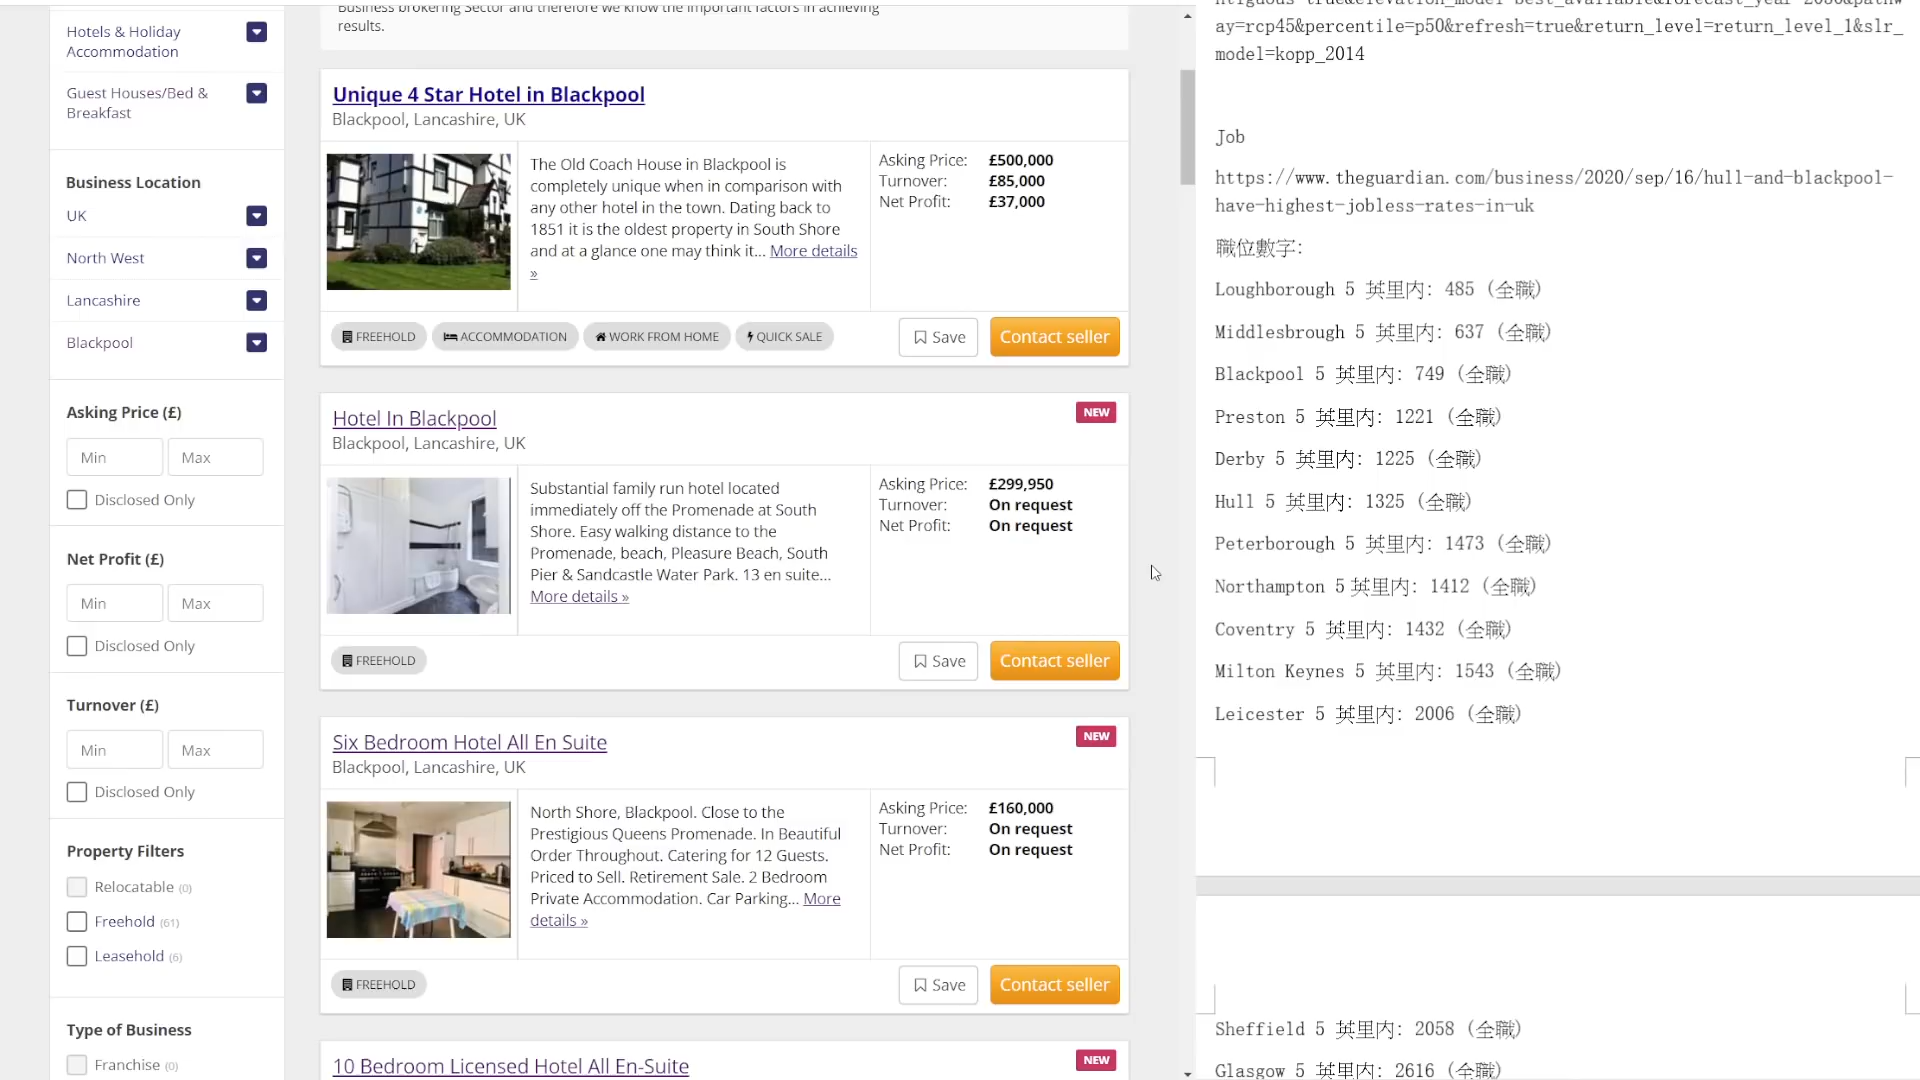 Business brokering Sector and therefore we know the important factors in achieving
results.
Hotels & Holiday
Accommodation
Guest Houses/Bed &
Breakfast
Business Location
UK
North West
Lancashire
Blackpool
Asking Price (£)
Min Max
Disclosed Only
Net Profit (£)
Min Max
Disclosed Only
Turnover (£)
Min Max
Disclosed Only
Property Filters
Relocatable (0)
Freehold (61)
Leasehold (6)
Type of Business
Franchise (0)
Unique 4 Star Hotel in Blackpool
Blackpool, Lancashire, UK
The Old Coach House in Blackpool is
completely unique when in comparison with
any other hotel in the town. Dating back to
1851 it is the oldest property in South Shore
and at a glance one may think it... More details
»
Asking Price: £500,000
Turnover: £85,000
Net Profit: £37,000
FREEHOLD ACCOMMODATION WORK FROM HOME QUICK SALE
Save Contact seller
Hotel In Blackpool
NEW
Blackpool, Lancashire, UK
Substantial family run hotel located
immediately off the Promenade at South
Shore. Easy walking distance to the
Promenade, beach, Pleasure Beach, South
Pier & Sandcastle Water Park. 13 en suite...
More details »
Asking Price: £299,950
Turnover: On request
Net Profit: On request
FREEHOLD
Save Contact seller
Six Bedroom Hotel All En Suite
NEW
Blackpool, Lancashire, UK
North Shore, Blackpool. Close to the
Prestigious Queens Promenade. In Beautiful
Order Throughout. Catering for 12 Guests.
Priced to Sell. Retirement Sale. 2 Bedroom
Private Accommodation. Car Parking... More
details »
Asking Price: £160,000
Turnover: On request
Net Profit: On request
FREEHOLD
Save Contact seller
10 Bedroom Licensed Hotel All En-Suite
NEW
ay=rcp45&percentile=p50&refresh=true&return_level=return_level_1&slr_
model=kopp_2014
Job
https://www.theguardian.com/business/2020/sep/16/hull-and-blackpool-
have-highest-jobless-rates-in-uk
職位數字:
Loughborough 5 英里内: 485 (全職)
Middlesbrough 5 英里内: 637 (全職)
Blackpool 5 英里内: 749 (全職)
Preston 5 英里内: 1221 (全職)
Derby 5 英里内: 1225 (全職)
Hull 5 英里内: 1325 (全職)
Peterborough 5 英里内: 1473 (全職)
Northampton 5英里内: 1412 (全職)
Coventry 5 英里内: 1432 (全職)
Milton Keynes 5 英里内: 1543 (全職)
Leicester 5 英里内: 2006 (全職)
Sheffield 5 英里内: 2058 (全職)
Glasgow 5 英里内: 2616 (全職)